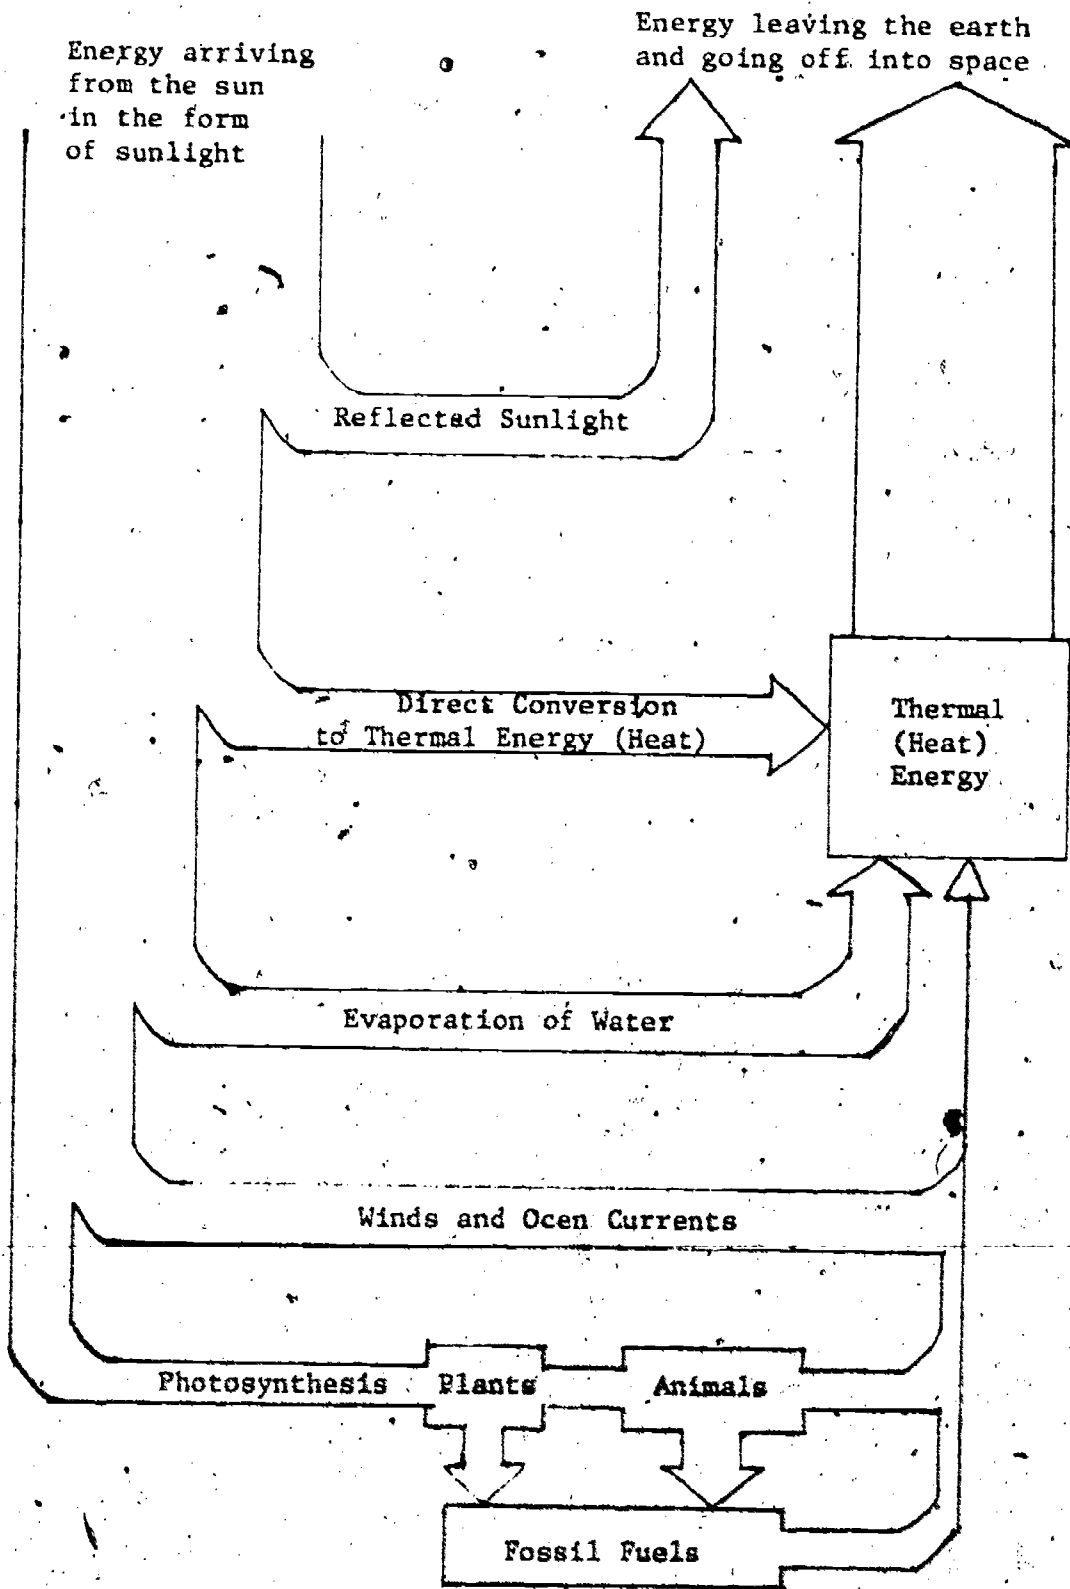 Energy arriving
from the sun
in the form
of sunlight
Energy leaving the earth
and going off into space
Reflected Sunlight
Direct Conversion
to Thermal Energy (Heat)
Thermal
(Heat)
Energy
Evaporation of Water
Winds and Ocen Currents
Photosynthesis
Plants
Animals
Fossil Fuels